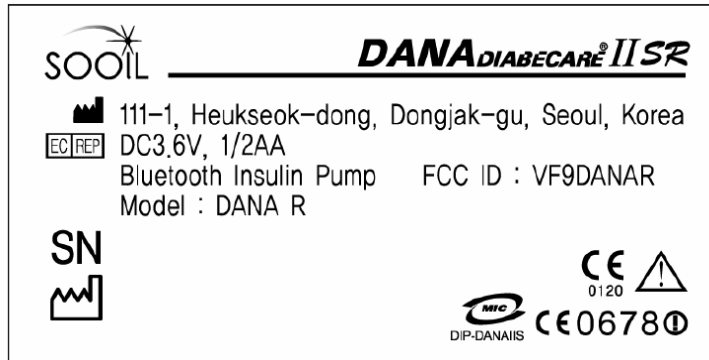 SOOIL
DANA DIABECARE® II SR
111-1, Heukseok-dong, Dongjak-gu, Seoul, Korea
EC REP DC3.6V, 1/2AA
Bluetooth Insulin Pump FCC ID : VF9DANAR
Model : DANA R
SN
CE
0120
MIC
DIP-DANAIIS
CE0678